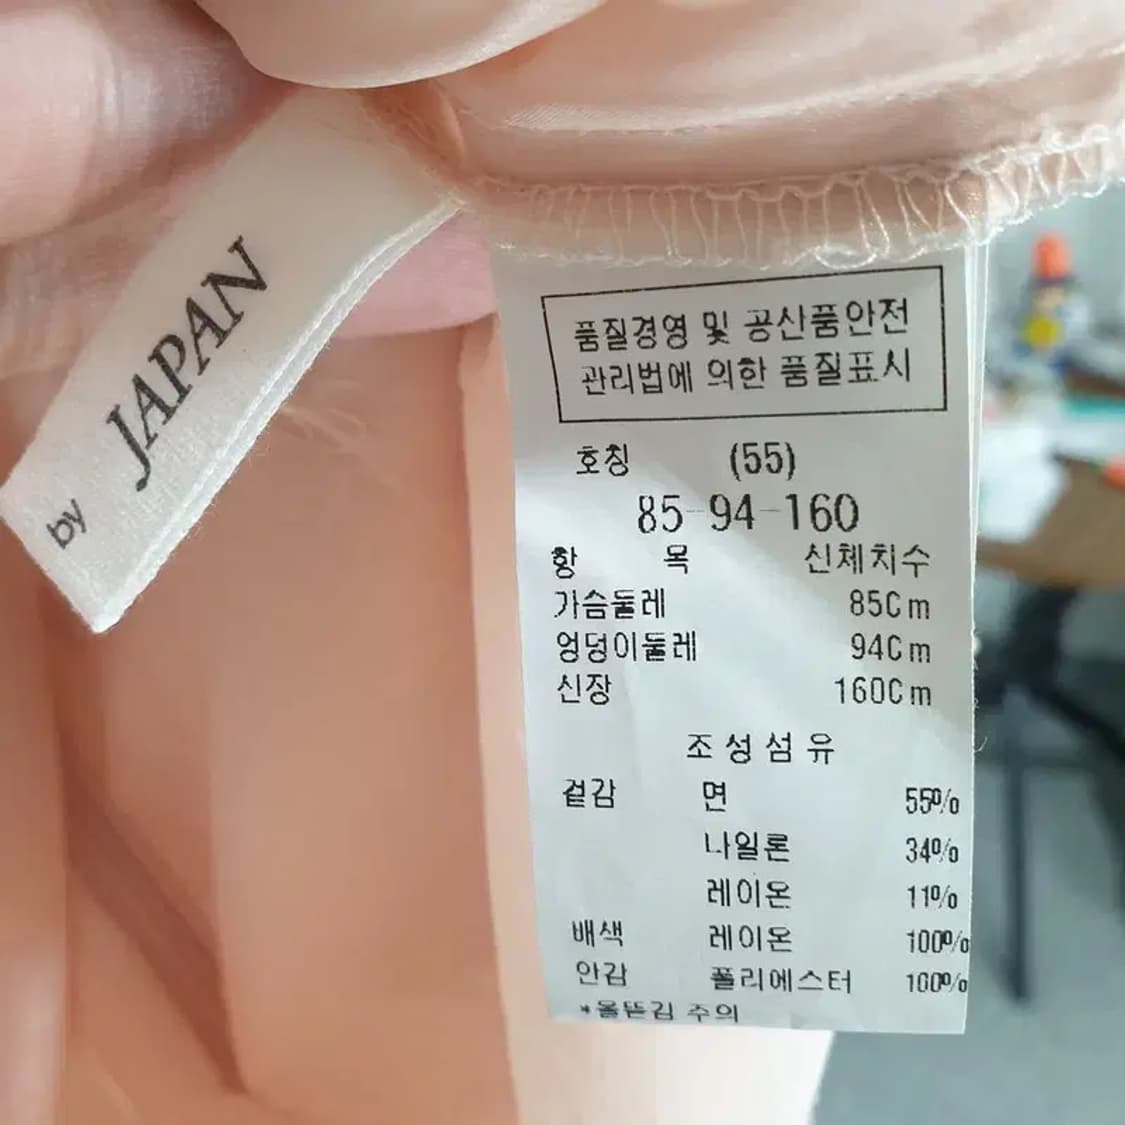 by JAPAN
품질경영 및 공산품안전
관리법에 의한 품질표시
호칭 (55)
85-94-160
항 목 신체치수
가슴둘레 85Cm
엉덩이둘레 94Cm
신장 160Cm
조성섬유
겉감 면 55%
나일론 34%
레이온 11%
배색 레이온 100%
안감 폴리에스터 100%
*올뜯김 주의